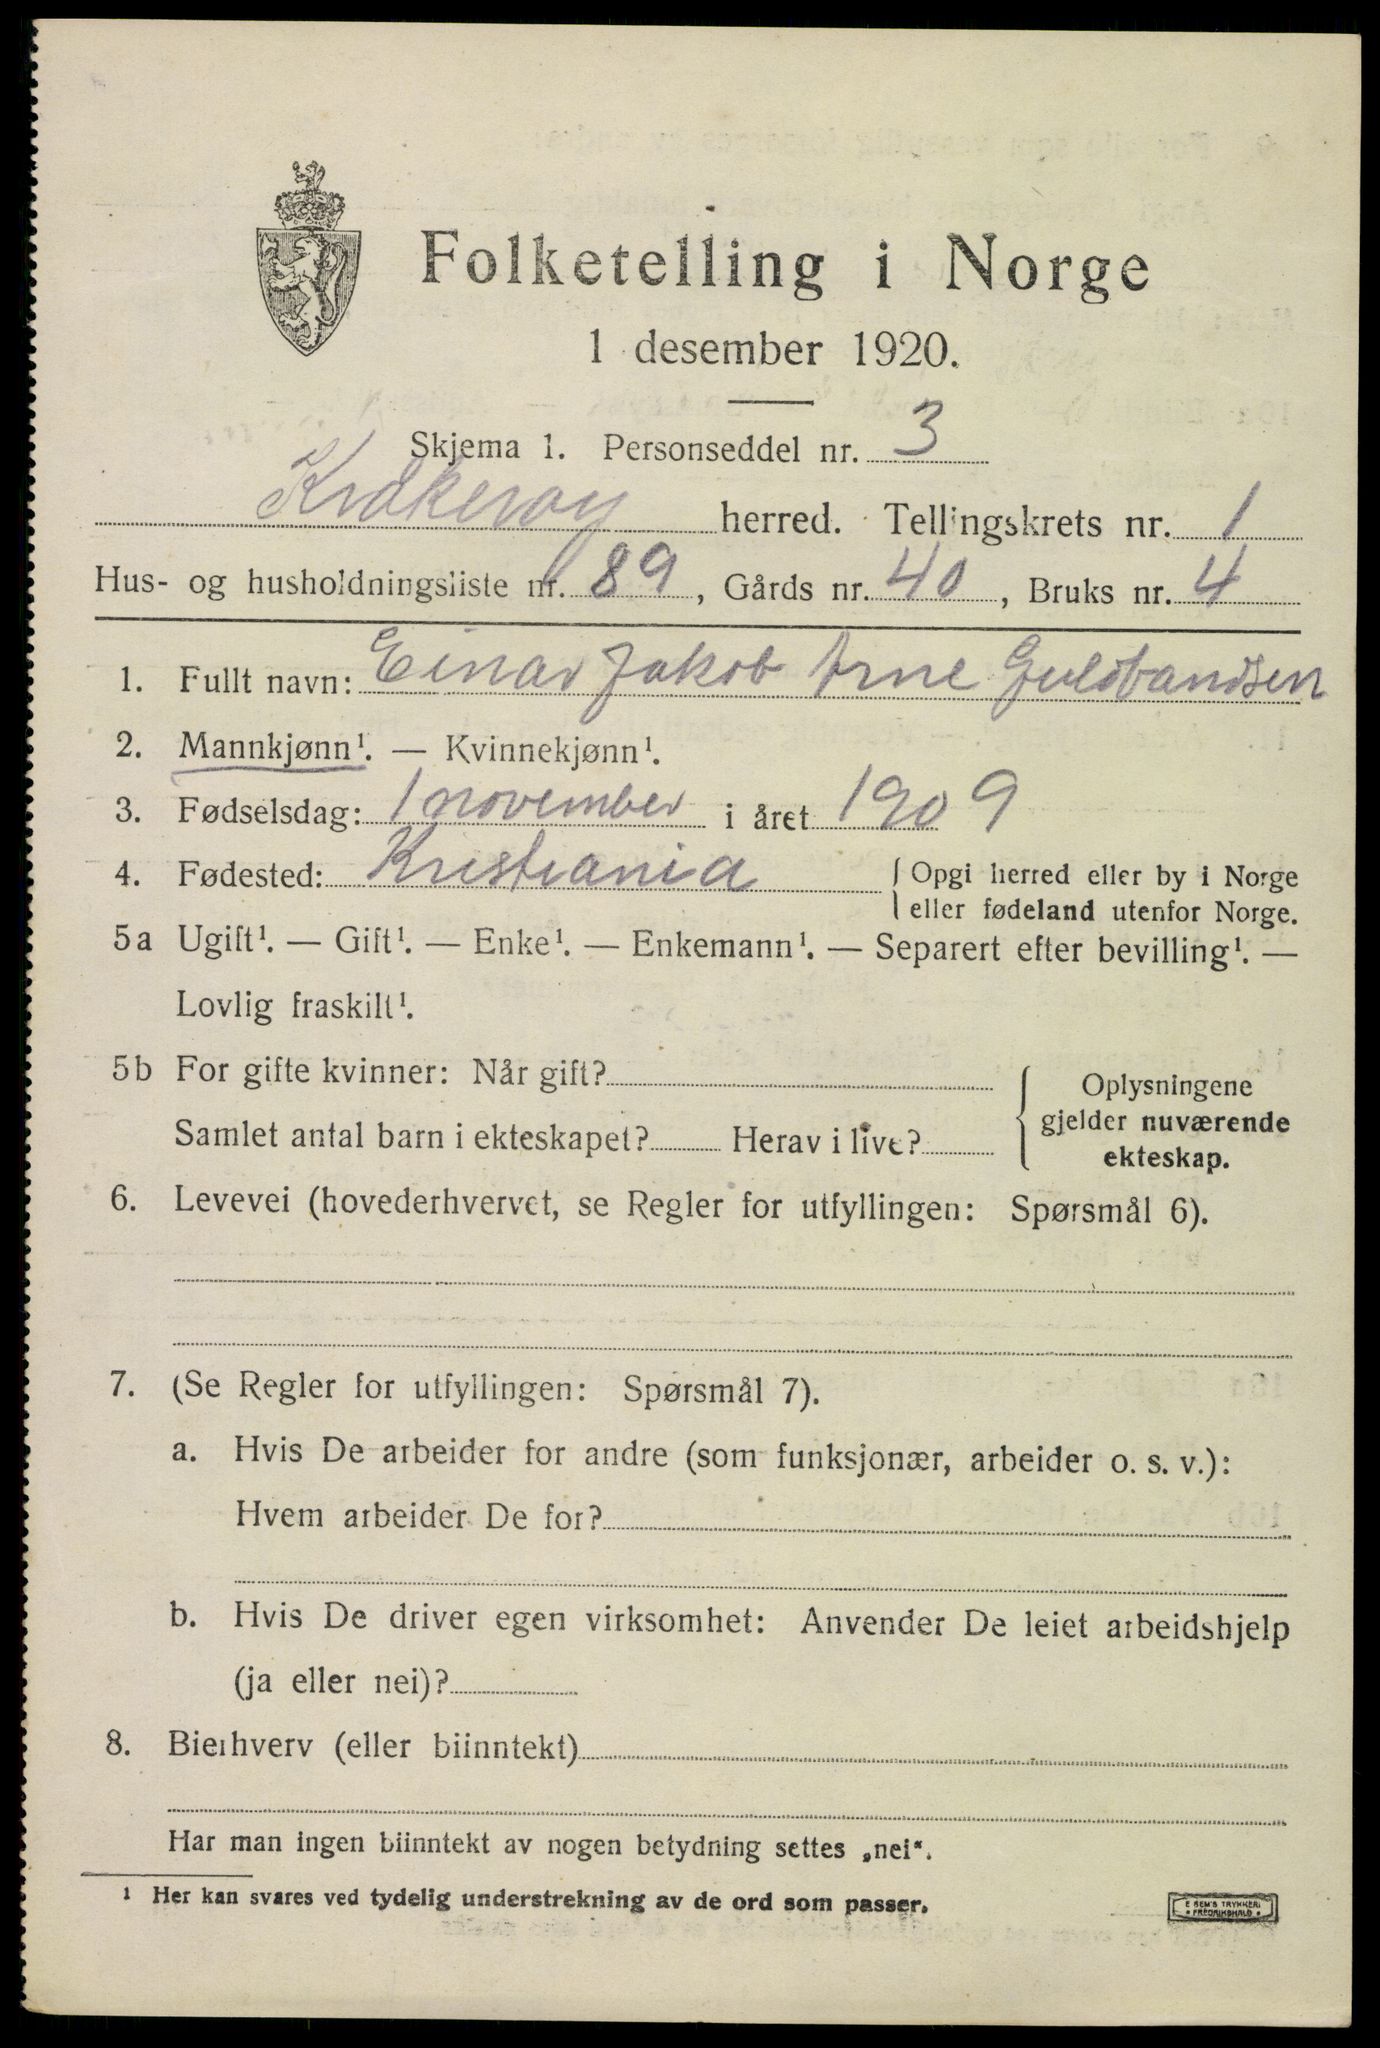 Folketelling i Norge
1 desember 1920.
Skjema 1. Personseddel nr. 3
Krakerøy herred. Tellingskrets nr. 1
Hus- og husholdningsliste nr. 89, Gårds nr. 40, Bruks nr. 4
1. Fullt navn: Einar Jakob Arne Guldbandsen
2. Mannkjønn¹. — Kvinnekjønn¹.
3. Fødselsdag: 1 november i året 1909
4. Fødested: Kristiania { Opgi herred eller by i Norge
eller fødeland utenfor Norge.
5a Ugift¹. — Gift¹. — Enke¹. — Enkemann¹. — Separert efter bevilling¹. —
Lovlig fraskilt¹.
5b For gifte kvinner: Når gift?
Samlet antal barn i ekteskapet? Herav i live?
{ Oplysningene
gjelder nuværende
ekteskap.
6. Levevei (hovederhvervet, se Regler for utfyllingen: Spørsmål 6).
7. (Se Regler for utfyllingen: Spørsmål 7).
a. Hvis De arbeider for andre (som funksjonær, arbeider o. s. v.):
Hvem arbeider De for?
b. Hvis De driver egen virksomhet: Anvender De leiet arbeidshjelp
(ja eller nei)?
8. Bierhverv (eller biinntekt)
Har man ingen biinntekt av nogen betydning settes „nei“.
¹ Her kan svares ved tydelig understrekning av de ord som passer.
E SEM'S TRYKKERI
• FREDRIKSHALD •